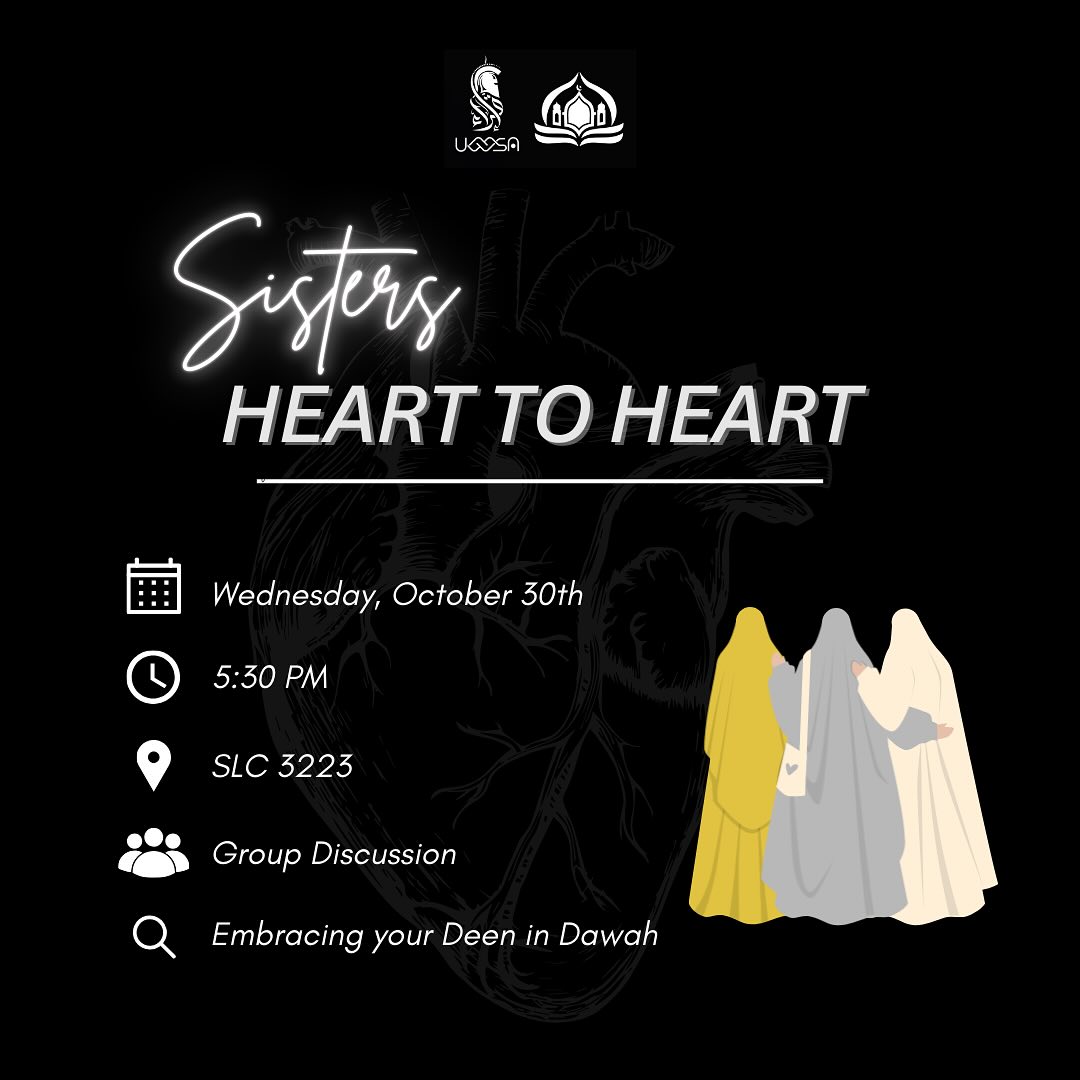 Sisters
HEART TO HEART
Wednesday, October 30th
5:30 PM
SLC 3223
Group Discussion
Embracing your Deen in Dawah